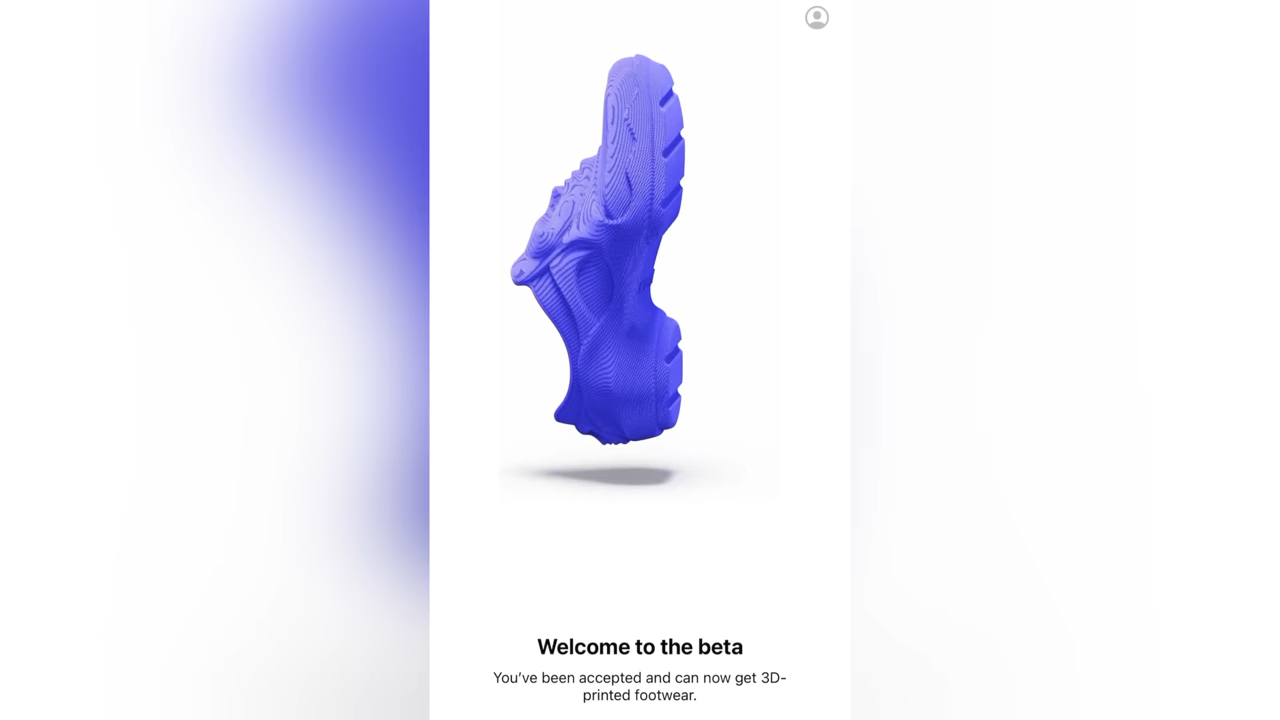 Welcome to the beta
You’ve been accepted and can now get 3D-
printed footwear.